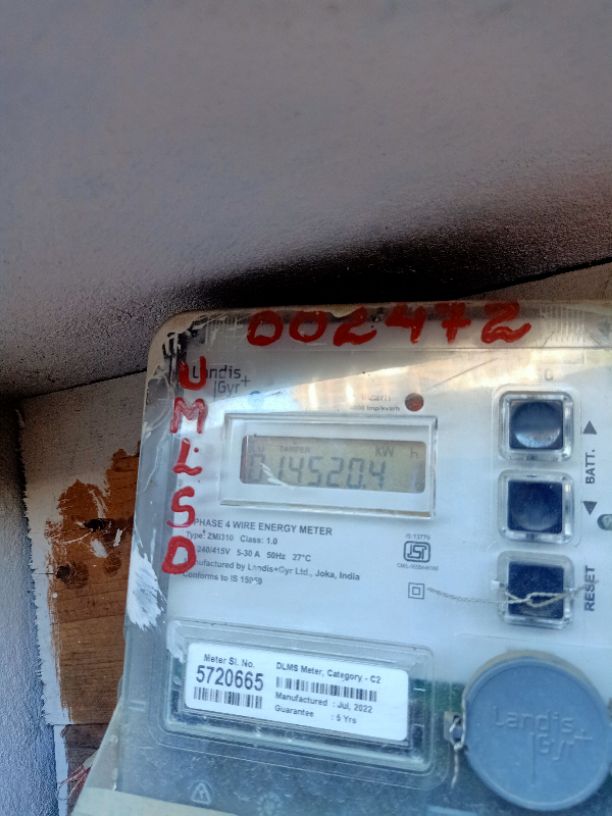 002472
UMLSD
Landis
Gyr+
TAMPER kW h
014520.4
PHASE 4 WIRE ENERGY METER
Type: ZMI310 Class: 1.0
240/415V 5-30 A 50Hz 27°C
Manufactured by Landis+Gyr Ltd., Joka, India
Conforms to IS
BATT.
RESET
Meter Sl. No.
5720665
DLMS Meter, Category - C2
Manufactured : Jul, 2022
Guarantee : 5 Yrs
Landis
Gyr+